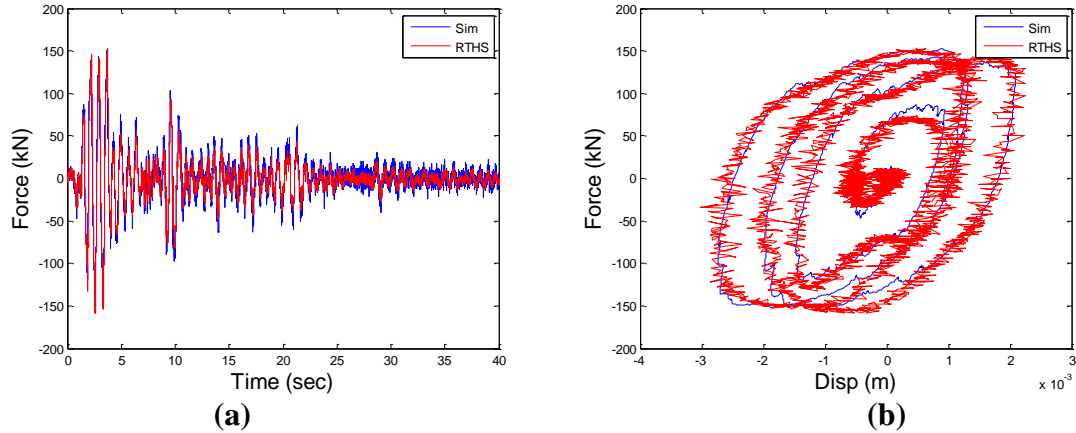 200
150
100
50
0
-50
-100
-150
-200
Force (kN)
0 5 10 15 20 25 30 35 40
Time (sec)
Sim
RTHS
(a)
200
150
100
50
0
-50
-100
-150
-200
Force (kN)
-4 -3 -2 -1 0 1 2 3
x 10⁻³
Disp (m)
Sim
RTHS
(b)